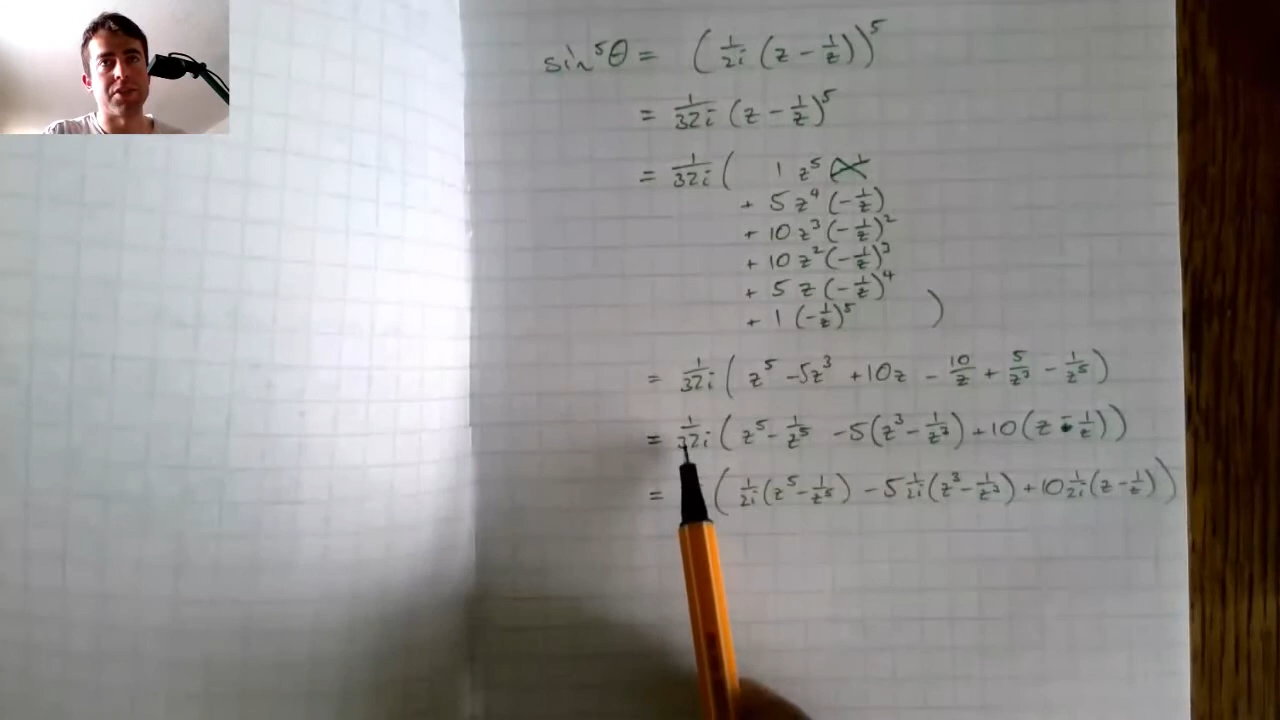 sin⁵θ = (1/2i (z − 1/z))⁵
= 1/32i (z − 1/z)⁵
= 1/32i ( 1 z⁵
+ 5 z⁴ (−1/z)
+ 10 z³ (−1/z)²
+ 10 z² (−1/z)³
+ 5 z (−1/z)⁴
+ 1 (−1/z)⁵ )
= 1/32i ( z⁵ − 5z³ + 10z − 10/z + 5/z³ − 1/z⁵ )
= 1/32i ( z⁵ − 1/z⁵ − 5(z³ − 1/z³) + 10(z − 1/z))
= ( 1/2i (z⁵ − 1/z⁵) − 5 1/2i (z³ − 1/z³) + 10 1/2i (z − 1/z))